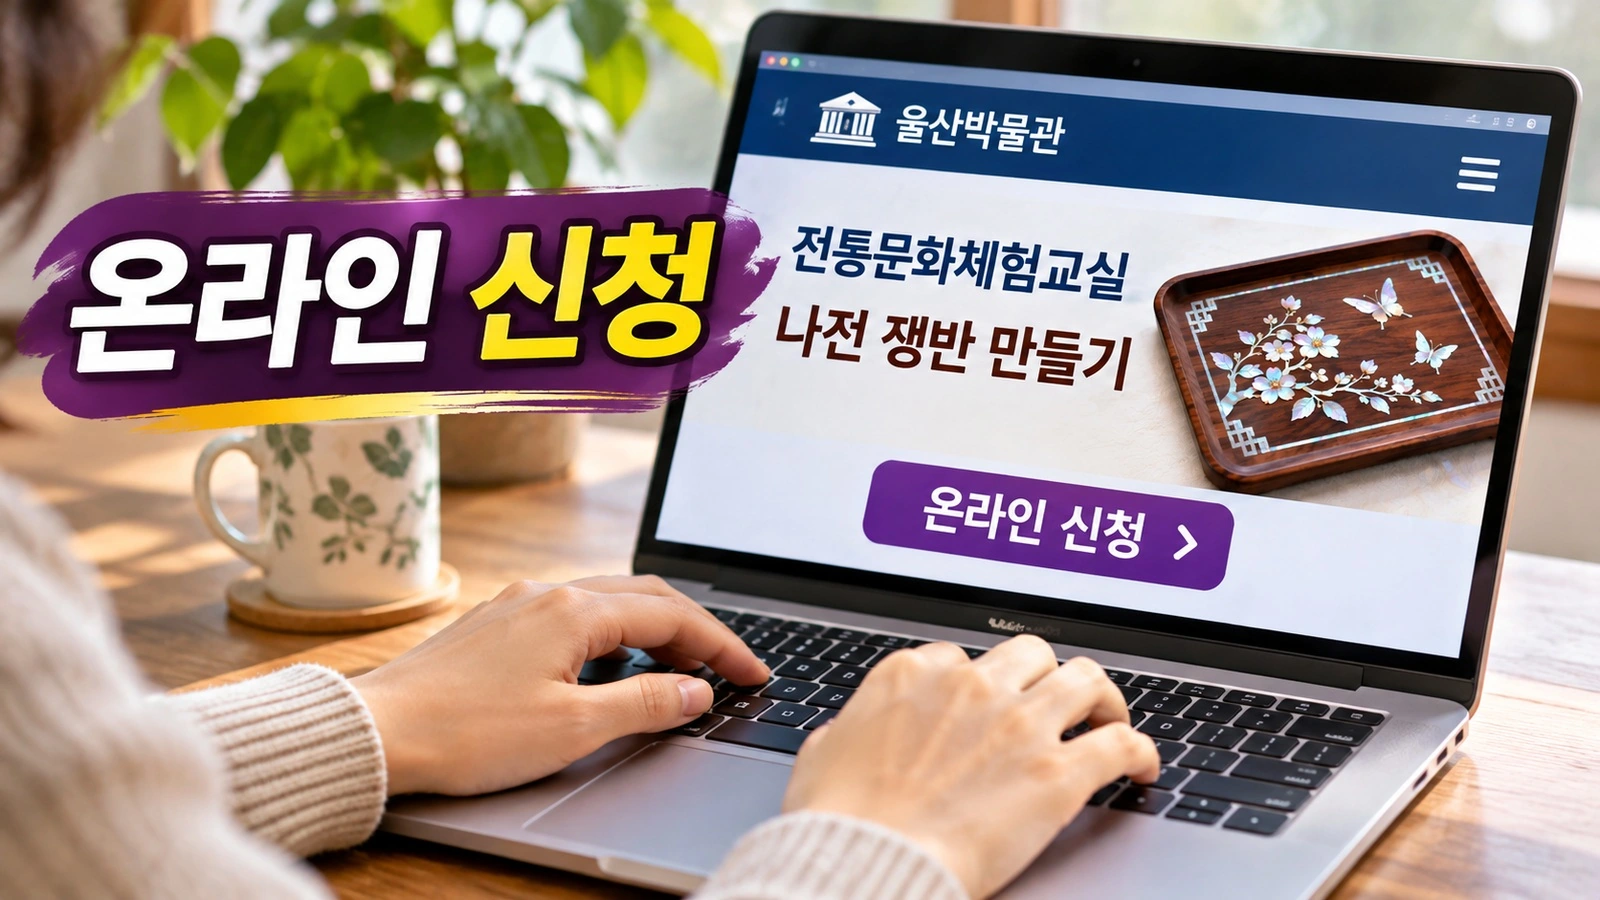 온라인 신청
울산박물관
전통문화체험교실
나전 쟁반 만들기
온라인 신청